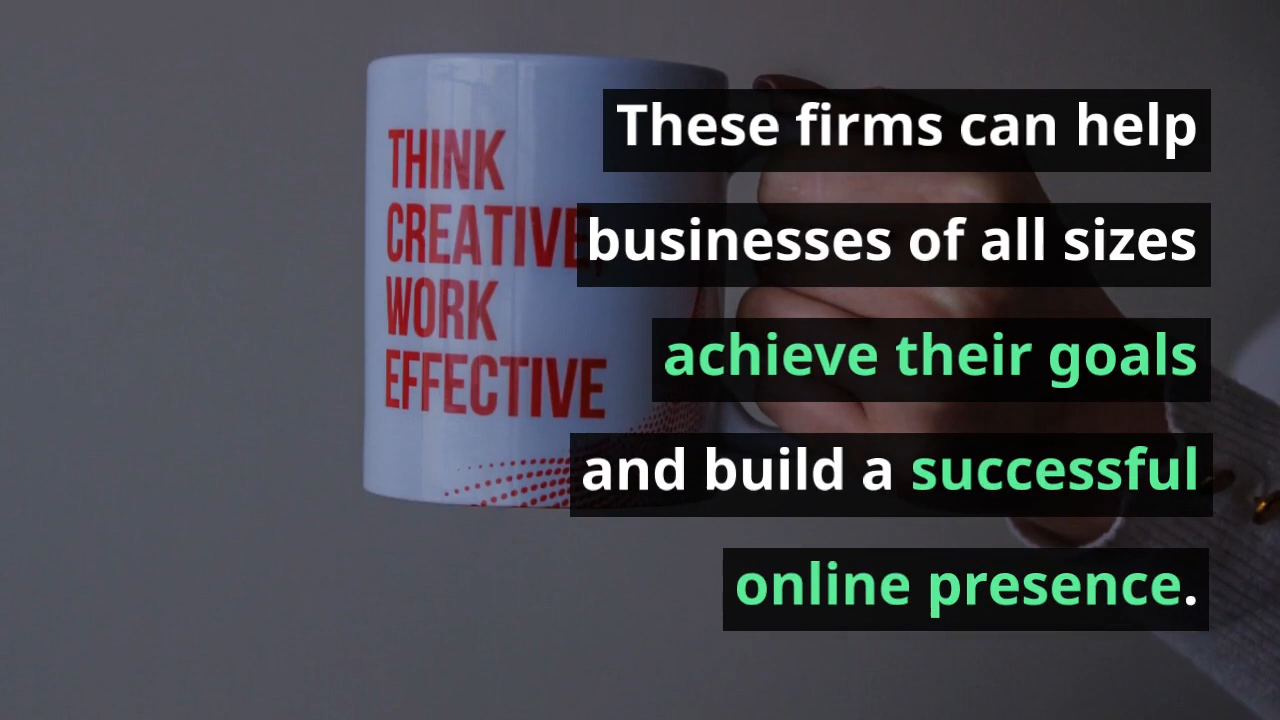 THINK
CREATIVE,
WORK
EFFECTIVE
These firms can help
businesses of all sizes
achieve their goals
and build a successful
online presence.